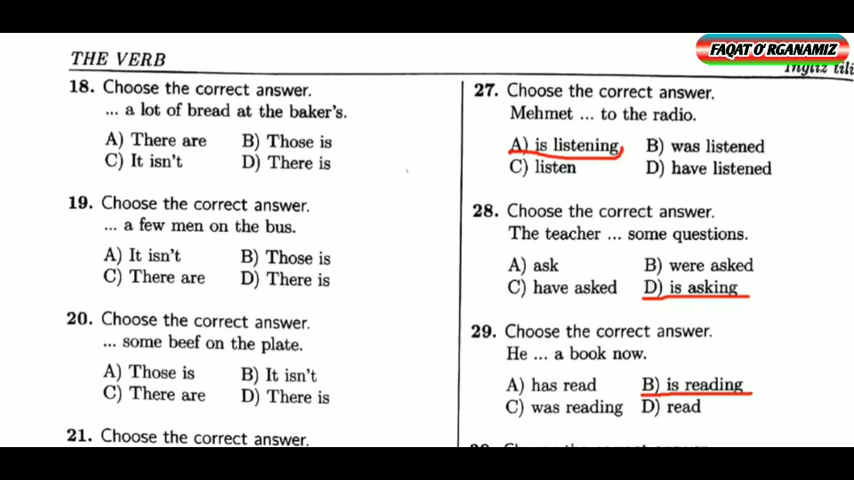 FAQAT O'RGANAMIZ
THE VERB
Ingliz tili
18. Choose the correct answer.
... a lot of bread at the baker's.
A) There are B) Those is
C) It isn't D) There is
19. Choose the correct answer.
... a few men on the bus.
A) It isn't B) Those is
C) There are D) There is
20. Choose the correct answer.
... some beef on the plate.
A) Those is B) It isn't
C) There are D) There is
21. Choose the correct answer.
27. Choose the correct answer.
Mehmet ... to the radio.
A) is listening B) was listened
C) listen D) have listened
28. Choose the correct answer.
The teacher ... some questions.
A) ask B) were asked
C) have asked D) is asking
29. Choose the correct answer.
He ... a book now.
A) has read B) is reading
C) was reading D) read